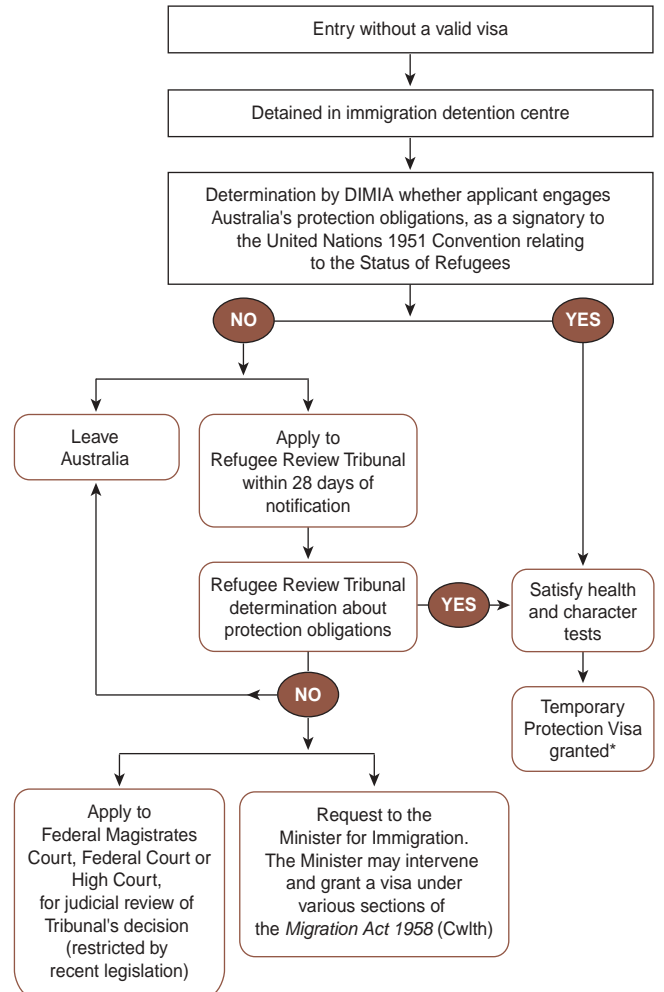 Entry without a valid visa
Detained in immigration detention centre
Determination by DIMIA whether applicant engages
Australia's protection obligations, as a signatory to
the United Nations 1951 Convention relating
to the Status of Refugees
NO
YES
Leave
Australia
Apply to
Refugee Review Tribunal
within 28 days of
notification
Refugee Review Tribunal
determination about
protection obligations
YES
Satisfy health
and character
tests
NO
Temporary
Protection Visa
granted*
Apply to
Federal Magistrates
Court, Federal Court or
High Court,
for judicial review of
Tribunal's decision
(restricted by
recent legislation)
Request to the
Minister for Immigration.
The Minister may intervene
and grant a visa under
various sections of
the Migration Act 1958 (Cwlth)